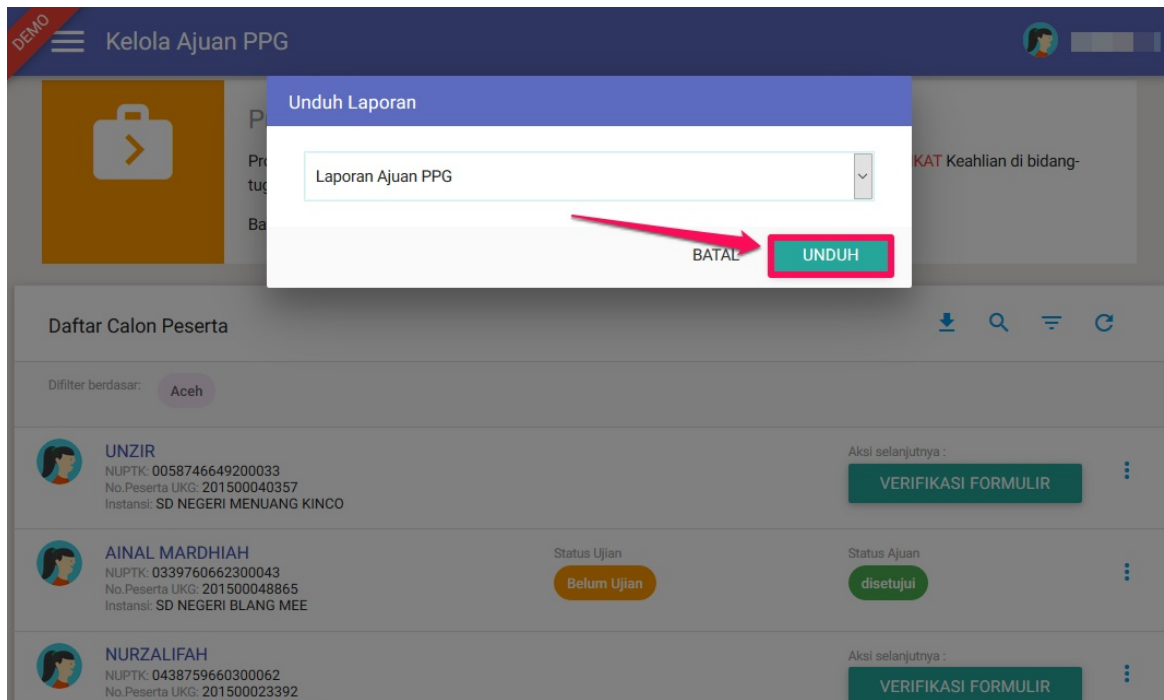 DEMO
Kelola Ajuan PPG
Unduh Laporan
Laporan Ajuan PPG
BATAL
UNDUH
KAT Keahlian di bidang-
Daftar Calon Peserta
Difilter berdasar:
Aceh
UNZIR
NUPTK: 0058746649200033
No.Peserta UKG: 201500040357
Instansi: SD NEGERI MENUANG KINCO
Aksi selanjutnya :
VERIFIKASI FORMULIR
AINAL MARDHIAH
NUPTK: 0339760662300043
No.Peserta UKG: 201500048865
Instansi: SD NEGERI BLANG MEE
Status Ujian
Belum Ujian
Status Ajuan
disetujui
NURZALIFAH
NUPTK: 0438759660300062
No.Peserta UKG: 201500023392
Aksi selanjutnya :
VERIFIKASI FORMULIR